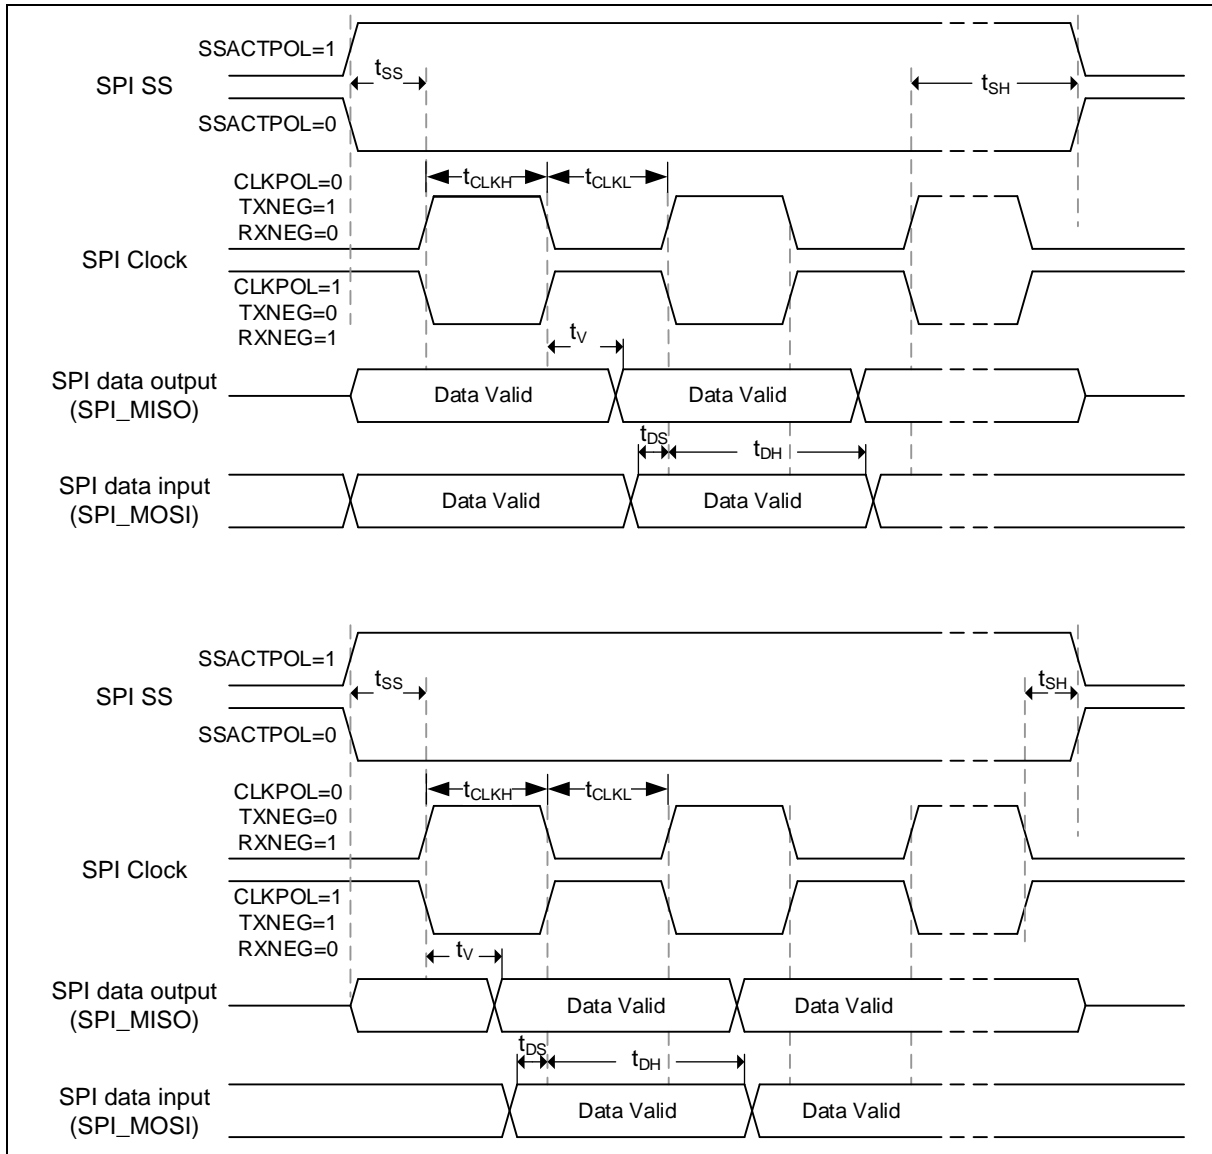 SSACTPOL=1
SPI SS
tSS
tSH
SSACTPOL=0
CLKPOL=0
TXNEG=1
RXNEG=0
tCLKH
tCLKL
SPI Clock
CLKPOL=1
TXNEG=0
RXNEG=1
tV
SPI data output
(SPI_MISO)
Data Valid
Data Valid
tDS
tDH
SPI data input
(SPI_MOSI)
Data Valid
Data Valid
SSACTPOL=1
SPI SS
tSS
tSH
SSACTPOL=0
CLKPOL=0
TXNEG=0
RXNEG=1
tCLKH
tCLKL
SPI Clock
CLKPOL=1
TXNEG=1
RXNEG=0
tV
SPI data output
(SPI_MISO)
Data Valid
Data Valid
tDS
tDH
SPI data input
(SPI_MOSI)
Data Valid
Data Valid